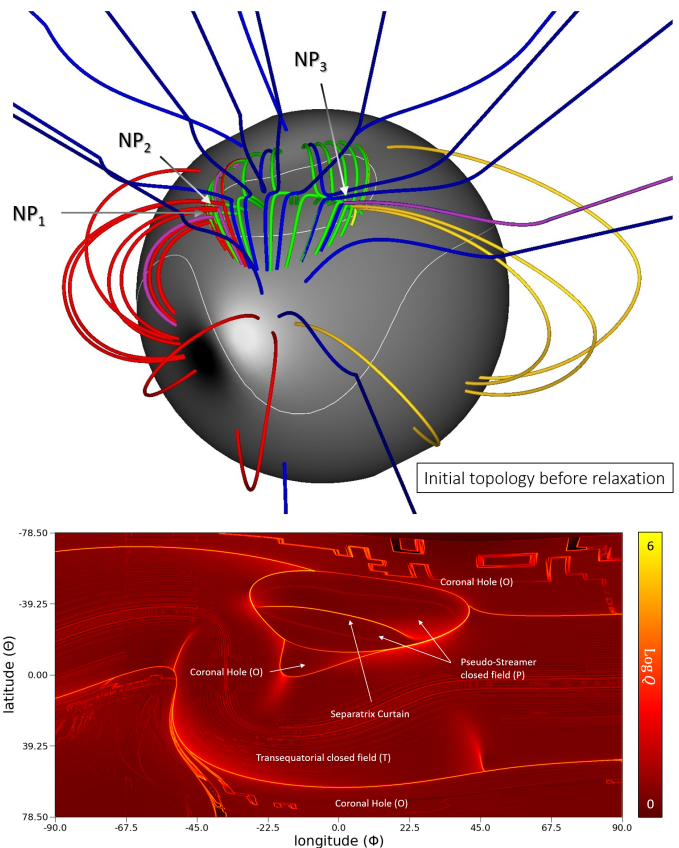 NP3
NP2
NP1
Initial topology before relaxation
-78.50
-39.25
0.00
39.25
78.50
latitude (Θ)
Coronal Hole (O)
Coronal Hole (O)
Pseudo-Streamer
closed field (P)
Separatrix Curtain
Transequatorial closed field (T)
Coronal Hole (O)
-90.0 -67.5 -45.0 -22.5 0.0 22.5 45.0 67.5 90.0
longitude (Φ)
6
Log Q
0